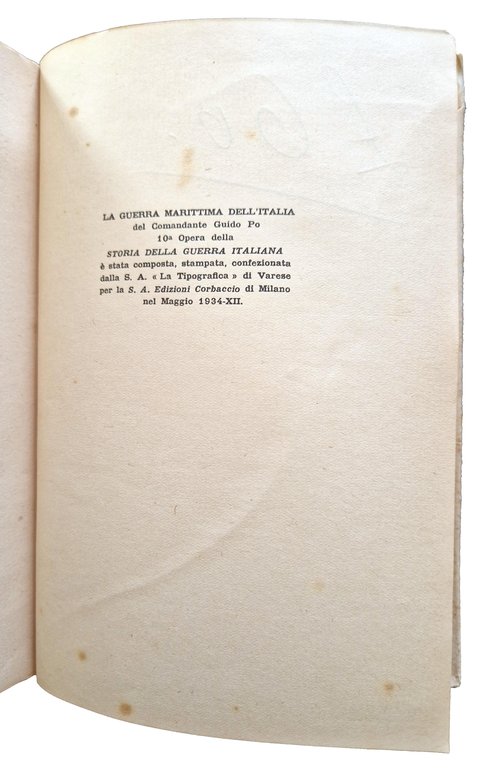 LA GUERRA MARITTIMA DELL'ITALIA
del Comandante Guido Po
10ª Opera della
STORIA DELLA GUERRA ITALIANA
è stata composta, stampata, confezionata
dalla S. A. « La Tipografica » di Varese
per la S. A. Edizioni Corbaccio di Milano
nel Maggio 1934-XII.